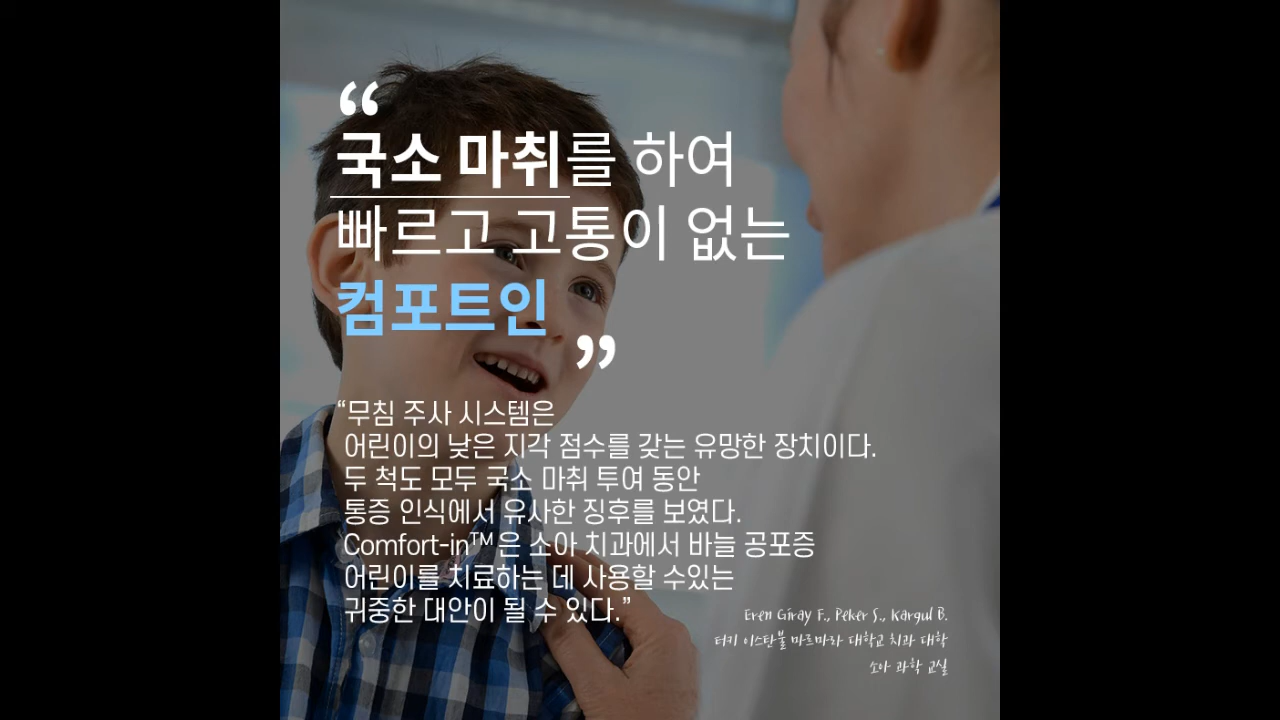 “
국소 마취를 하여
빠르고 고통이 없는
컴포트인
”
“무침 주사 시스템은
어린이의 낮은 지각 점수를 갖는 유망한 장치이다.
두 척도 모두 국소 마취 투여 동안
통증 인식에서 유사한 징후를 보였다.
Comfort-in™은 소아 치과에서 바늘 공포증
어린이를 치료하는 데 사용할 수있는
귀중한 대안이 될 수 있다.”
Eren Giray F., Peker S., Kargul B.
터키 이스탄불 마르마라 대학교 치과 대학
소아 과학 교실